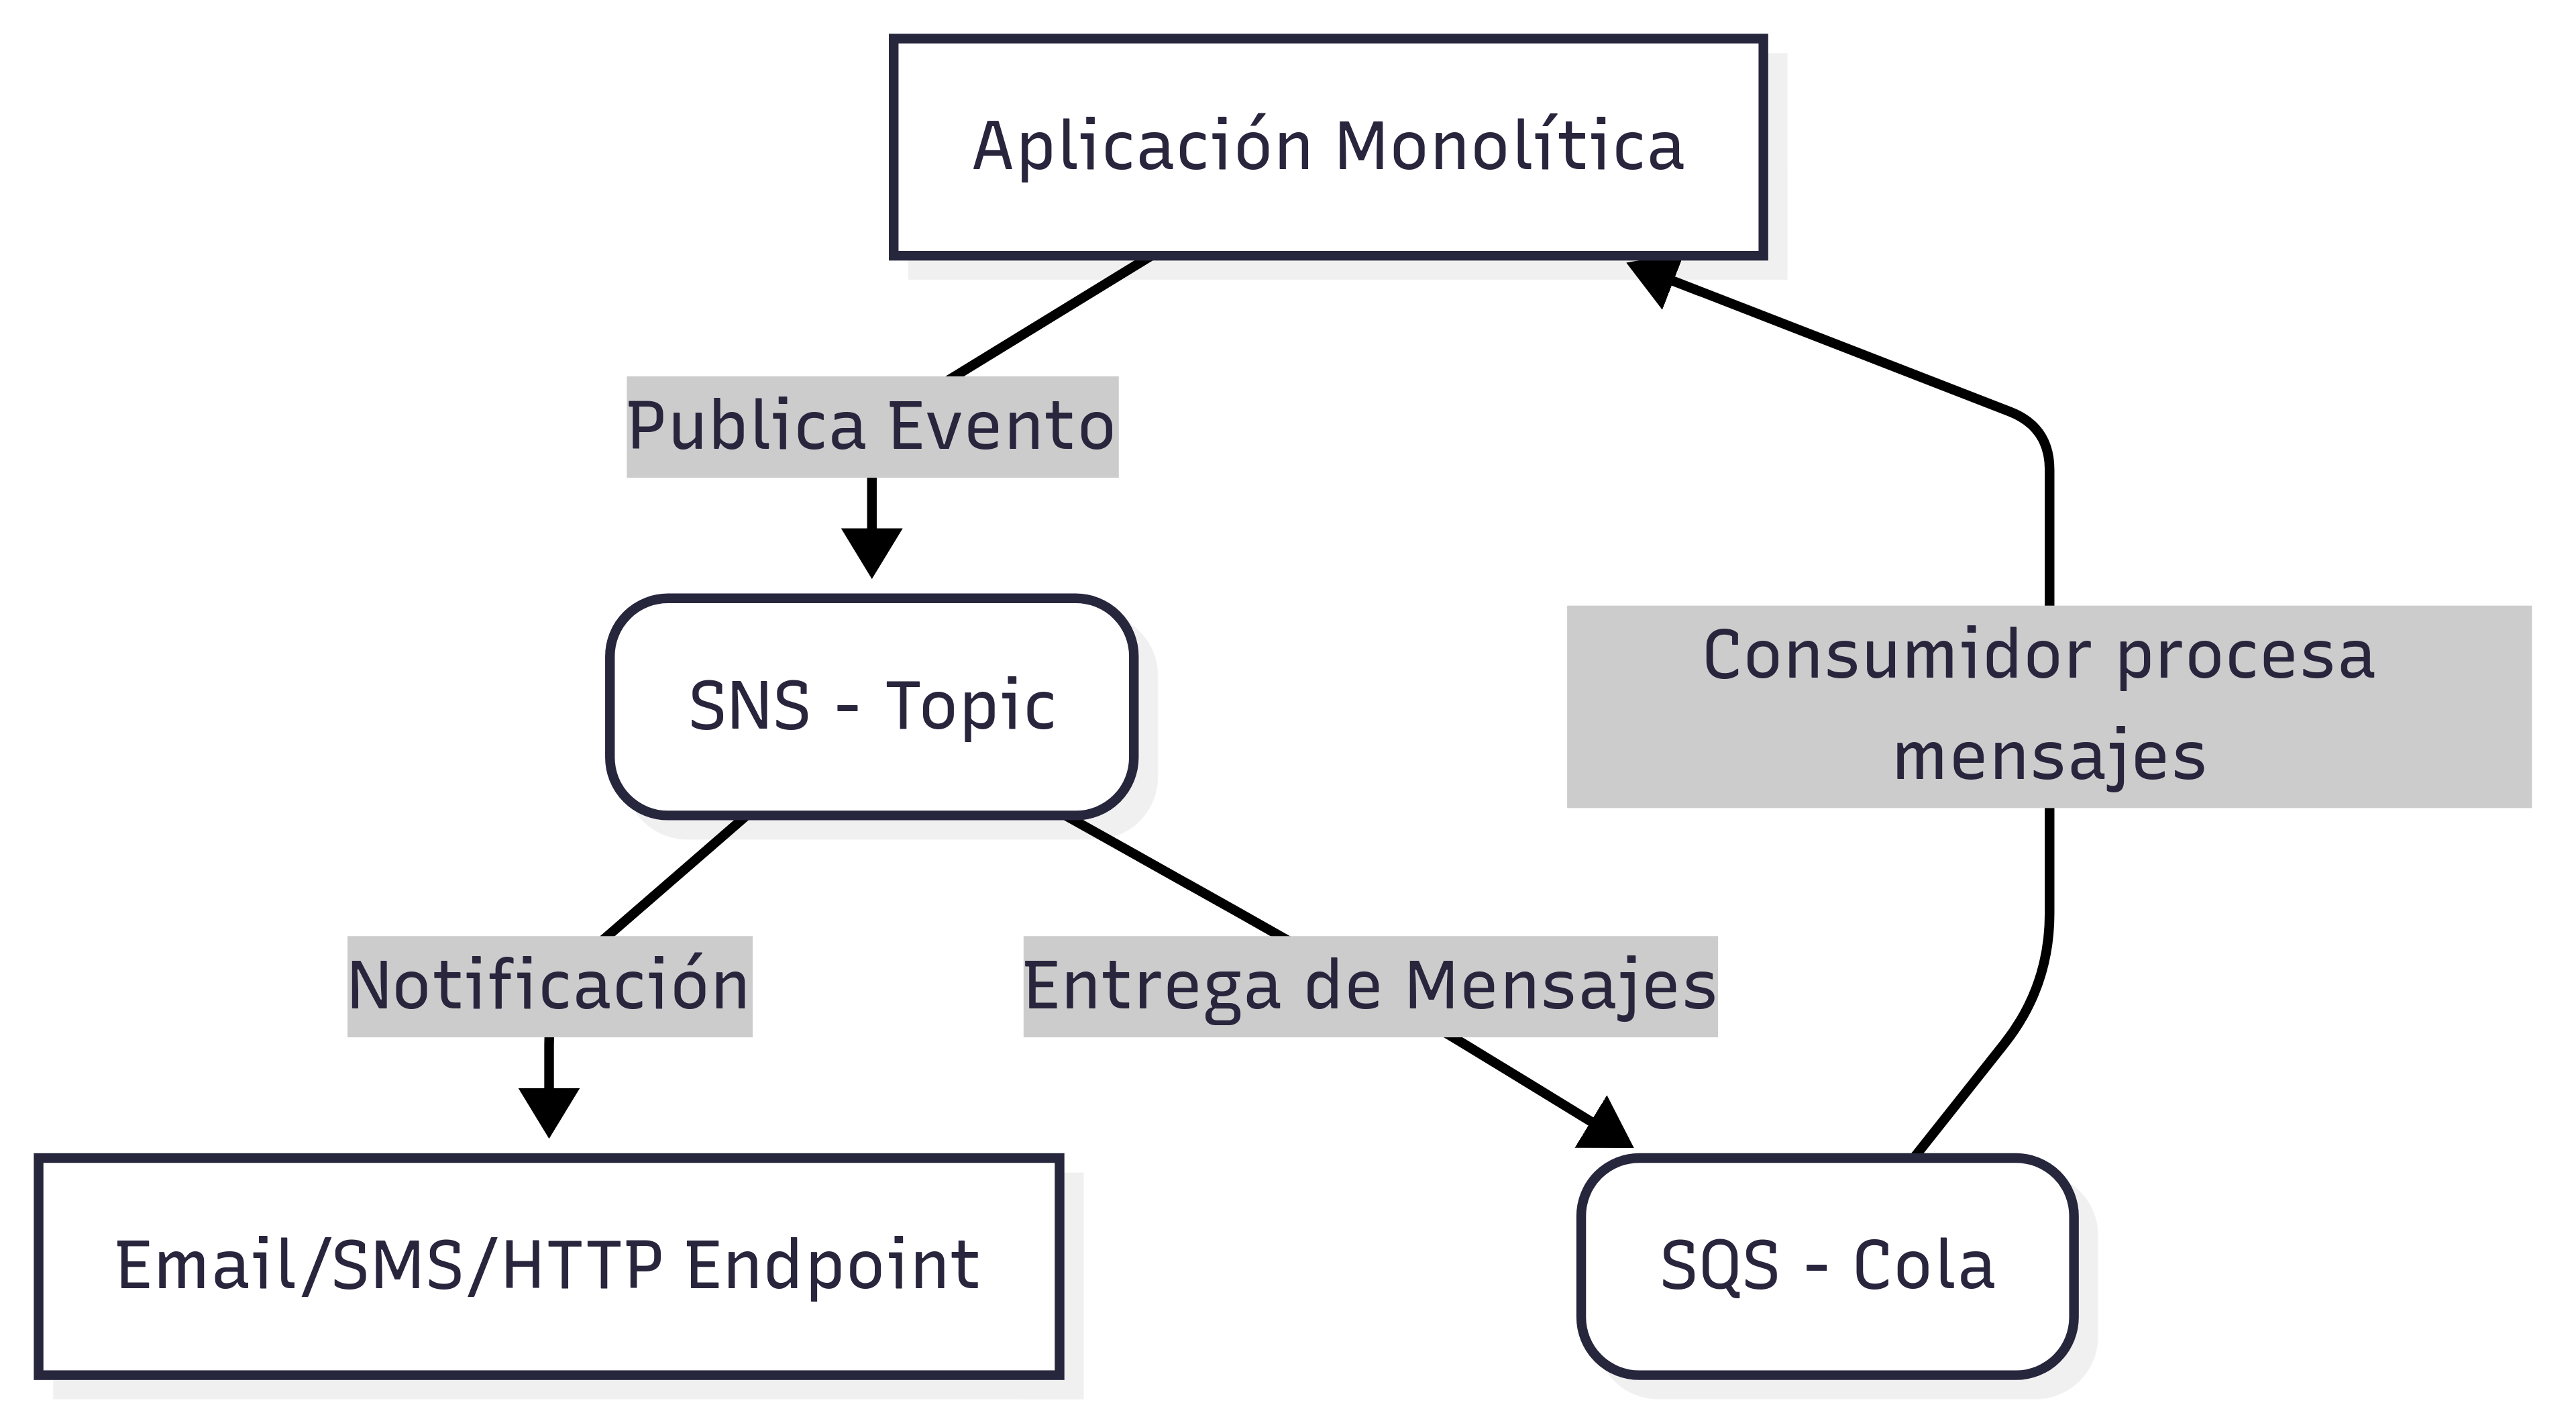 Aplicación Monolítica
Publica Evento
SNS - Topic
Consumidor procesa
mensajes
Notificación
Entrega de Mensajes
Email/SMS/HTTP Endpoint
SQS - Cola